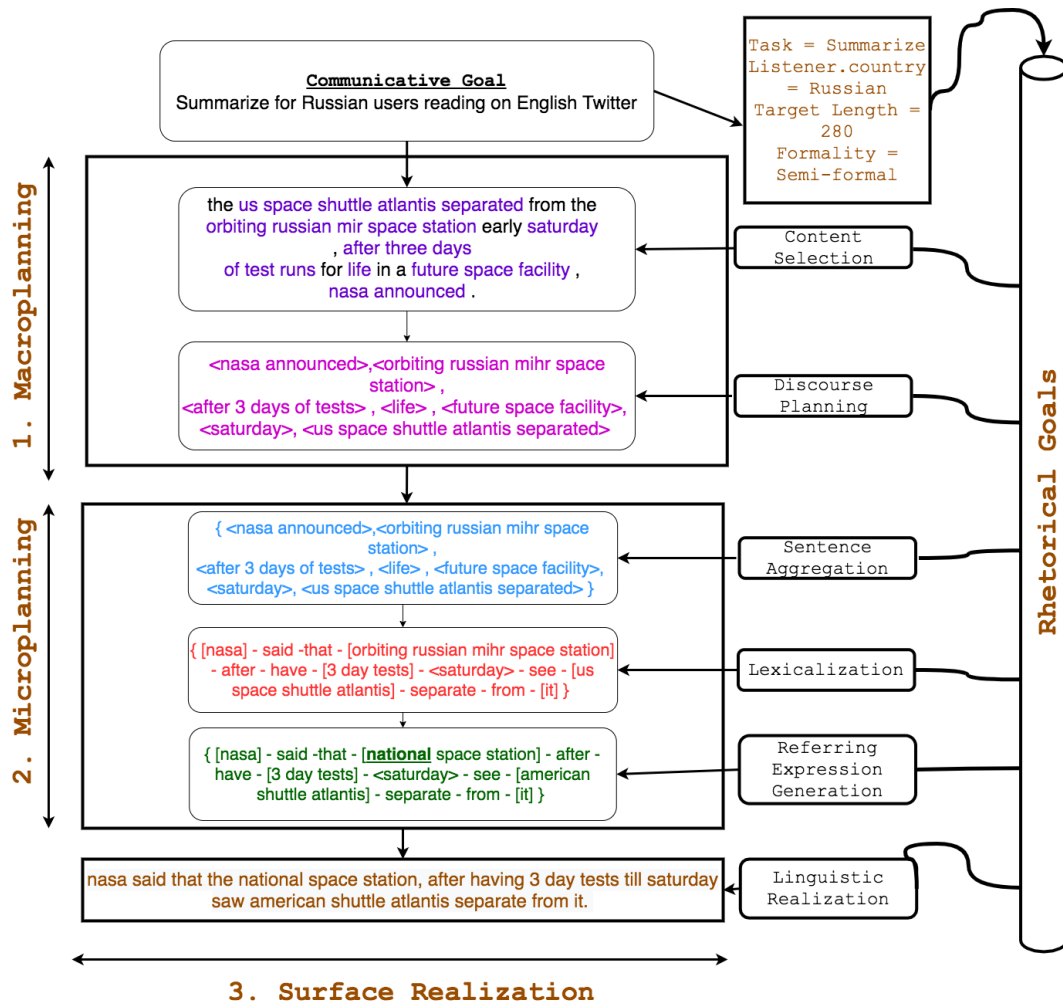 Communicative Goal
Summarize for Russian users reading on English Twitter
Task = Summarize
Listener.country
= Russian
Target Length =
280
Formality =
Semi-formal
1. Macroplanning
the us space shuttle atlantis separated from the
orbiting russian mir space station early saturday
, after three days
of test runs for life in a future space facility ,
nasa announced .
Content
Selection
<nasa announced>,<orbiting russian mihr space
station> ,
<after 3 days of tests> , <life> , <future space facility>,
<saturday>, <us space shuttle atlantis separated>
Discourse
Planning
Rhetorical Goals
2. Microplanning
{ <nasa announced>,<orbiting russian mihr space
station> ,
<after 3 days of tests> , <life> , <future space facility>,
<saturday>, <us space shuttle atlantis separated> }
Sentence
Aggregation
{ [nasa] - said -that - [orbiting russian mihr space station]
- after - have - [3 day tests] - <saturday> - see - [us
space shuttle atlantis] - separate - from - [it] }
Lexicalization
{ [nasa] - said -that - [national space station] - after -
have - [3 day tests] - <saturday> - see - [american
shuttle atlantis] - separate - from - [it] }
Referring
Expression
Generation
nasa said that the national space station, after having 3 day tests till saturday
saw american shuttle atlantis separate from it.
Linguistic
Realization
3. Surface Realization